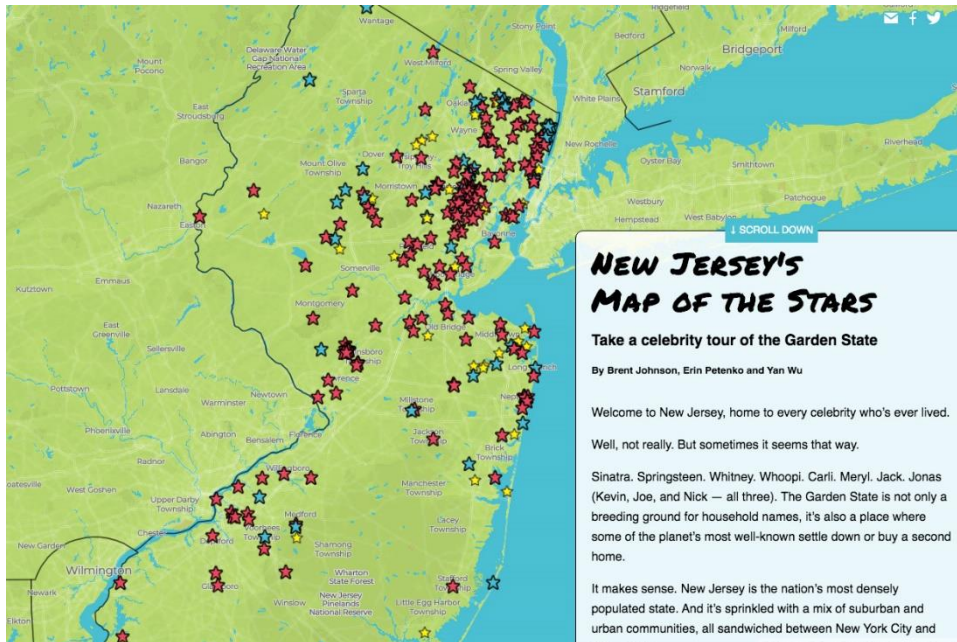 Wantage
Stony Point
Ridgefield
Milford
Bedford
Bridgeport
Delaware Water
Gap National
Recreation Area
West Milford
Norwalk
Mount
Pocono
Spring Valley
Stamford
Sparta
Township
White Plains
East
Stroudsburg
Oakland
Wayne
New Rochelle
Riverhead
Bangor
Dover
Mount Olive
Township
Oyster Bay
Smithtown
Morristown
Patchogue
Nazareth
Westbury
Easton
Hempstead
West Babylon
Bayonne
↓ SCROLL DOWN
NEW JERSEY'S
MAP OF THE STARS
Take a celebrity tour of the Garden State
By Brent Johnson, Erin Petenko and Yan Wu
Welcome to New Jersey, home to every celebrity who's ever lived.
Well, not really. But sometimes it seems that way.
Sinatra. Springsteen. Whitney. Whoopi. Carli. Meryl. Jack. Jonas
(Kevin, Joe, and Nick — all three). The Garden State is not only a
breeding ground for household names, it's also a place where
some of the planet's most well-known settle down or buy a second
home.
It makes sense. New Jersey is the nation's most densely
populated state. And it's sprinkled with a mix of suburban and
urban communities, all sandwiched between New York City and
Somerville
Kutztown
Emmaus
Montgomery
East
Greenville
Old Bridge
Sellersville
Pottstown
Lansdale
Newtown
Millstone
Township
Warminster
Phoenixville
Abington
Bensalem
Florence
Jackson
Township
Brick
Township
Radnor
Manchester
Township
West Goshen
Upper Darby
Township
Medford
Lacey
Township
Chester
Shamong
Township
New Garden
Wilmington
Wharton
State Forest
Stafford
Township
Newark
Winslow
New Jersey
Pinelands
National Reserve
Little Egg Harbor
Township
Elkton